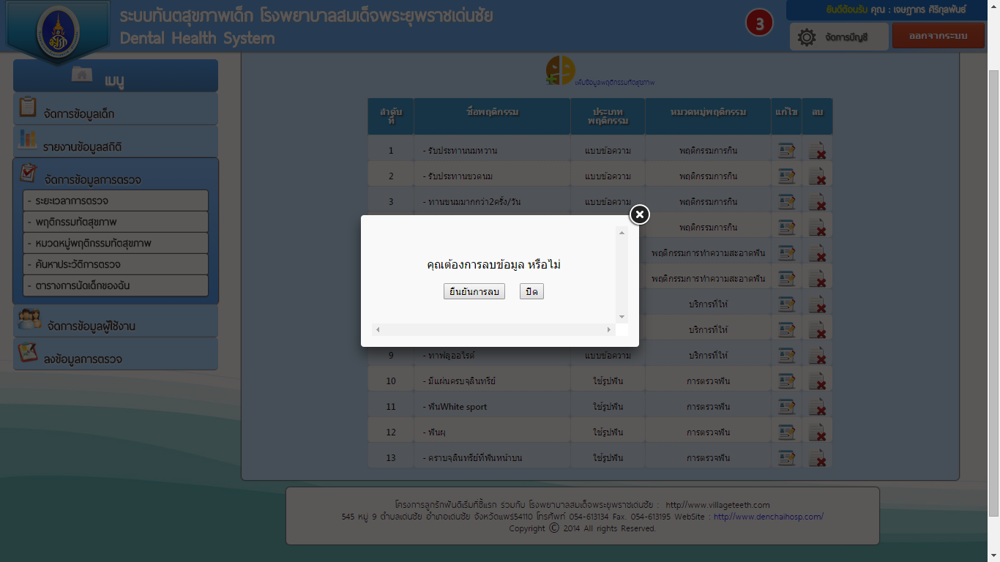 ระบบทันตสุขภาพเด็ก โรงพยาบาลสมเด็จพระยุพราชเด่นชัย
Dental Health System
3
ยินดีต้อนรับ คุณ : เจษฎากร ศิริกุลพันธ์
จัดการบัญชี
ออกจากระบบ
เมนู
จัดการข้อมูลเด็ก
รายงานข้อมูลสถิติ
จัดการข้อมูลการตรวจ
- ระยะเวลาการตรวจ
- พฤติกรรมทัตสุขภาพ
- หมวดหมู่พฤติกรรมทัตสุขภาพ
- ค้นหาประวัติการตรวจ
- ตารางการนัดเด็กของฉัน
จัดการข้อมูลผู้ใช้งาน
ลงข้อมูลการตรวจ
เพิ่มข้อมูลพฤติกรรมทัตสุขภาพ
ลำดับที่ ชื่อพฤติกรรม ประเภทพฤติกรรม หมวดหมู่พฤติกรรม แก้ไข ลบ
1 - รับประทานนมหวาน แบบข้อความ พฤติกรรมการกิน
2 - รับประทานขวดนม แบบข้อความ พฤติกรรมการกิน
3 - ทานขนมมากกว่า2ครั้ง/วัน แบบข้อความ พฤติกรรมการกิน
พฤติกรรมการกิน
พฤติกรรมการทำความสะอาดฟัน
พฤติกรรมการทำความสะอาดฟัน
บริการที่ให้
บริการที่ให้
9 - ทาฟลูออไรด์ แบบข้อความ บริการที่ให้
10 - มีแผ่นครบจุลินทรีย์ ใช้รูปฟัน การตรวจฟัน
11 - ฟันWhite sport ใช้รูปฟัน การตรวจฟัน
12 - ฟันผุ ใช้รูปฟัน การตรวจฟัน
13 - คราบจุลินทรีย์ที่ฟันหน้าบน ใช้รูปฟัน การตรวจฟัน
คุณต้องการลบข้อมูล หรือไม่
ยืนยันการลบ ปิด
โครงการลูกรักฟันดีเริ่มที่ซี่แรก ร่วมกับ โรงพยาบาลสมเด็จพระยุพราชเด่นชัย : http://www.villageteeth.com
545 หมู่ 9 ตำบลเด่นชัย อำเภอเด่นชัย จังหวัดแพร่54110 โทรศัพท์ 054-613134 Fax. 054-613195 WebSite : http://www.denchaihosp.com/
Copyright © 2014 All rights Reserved.